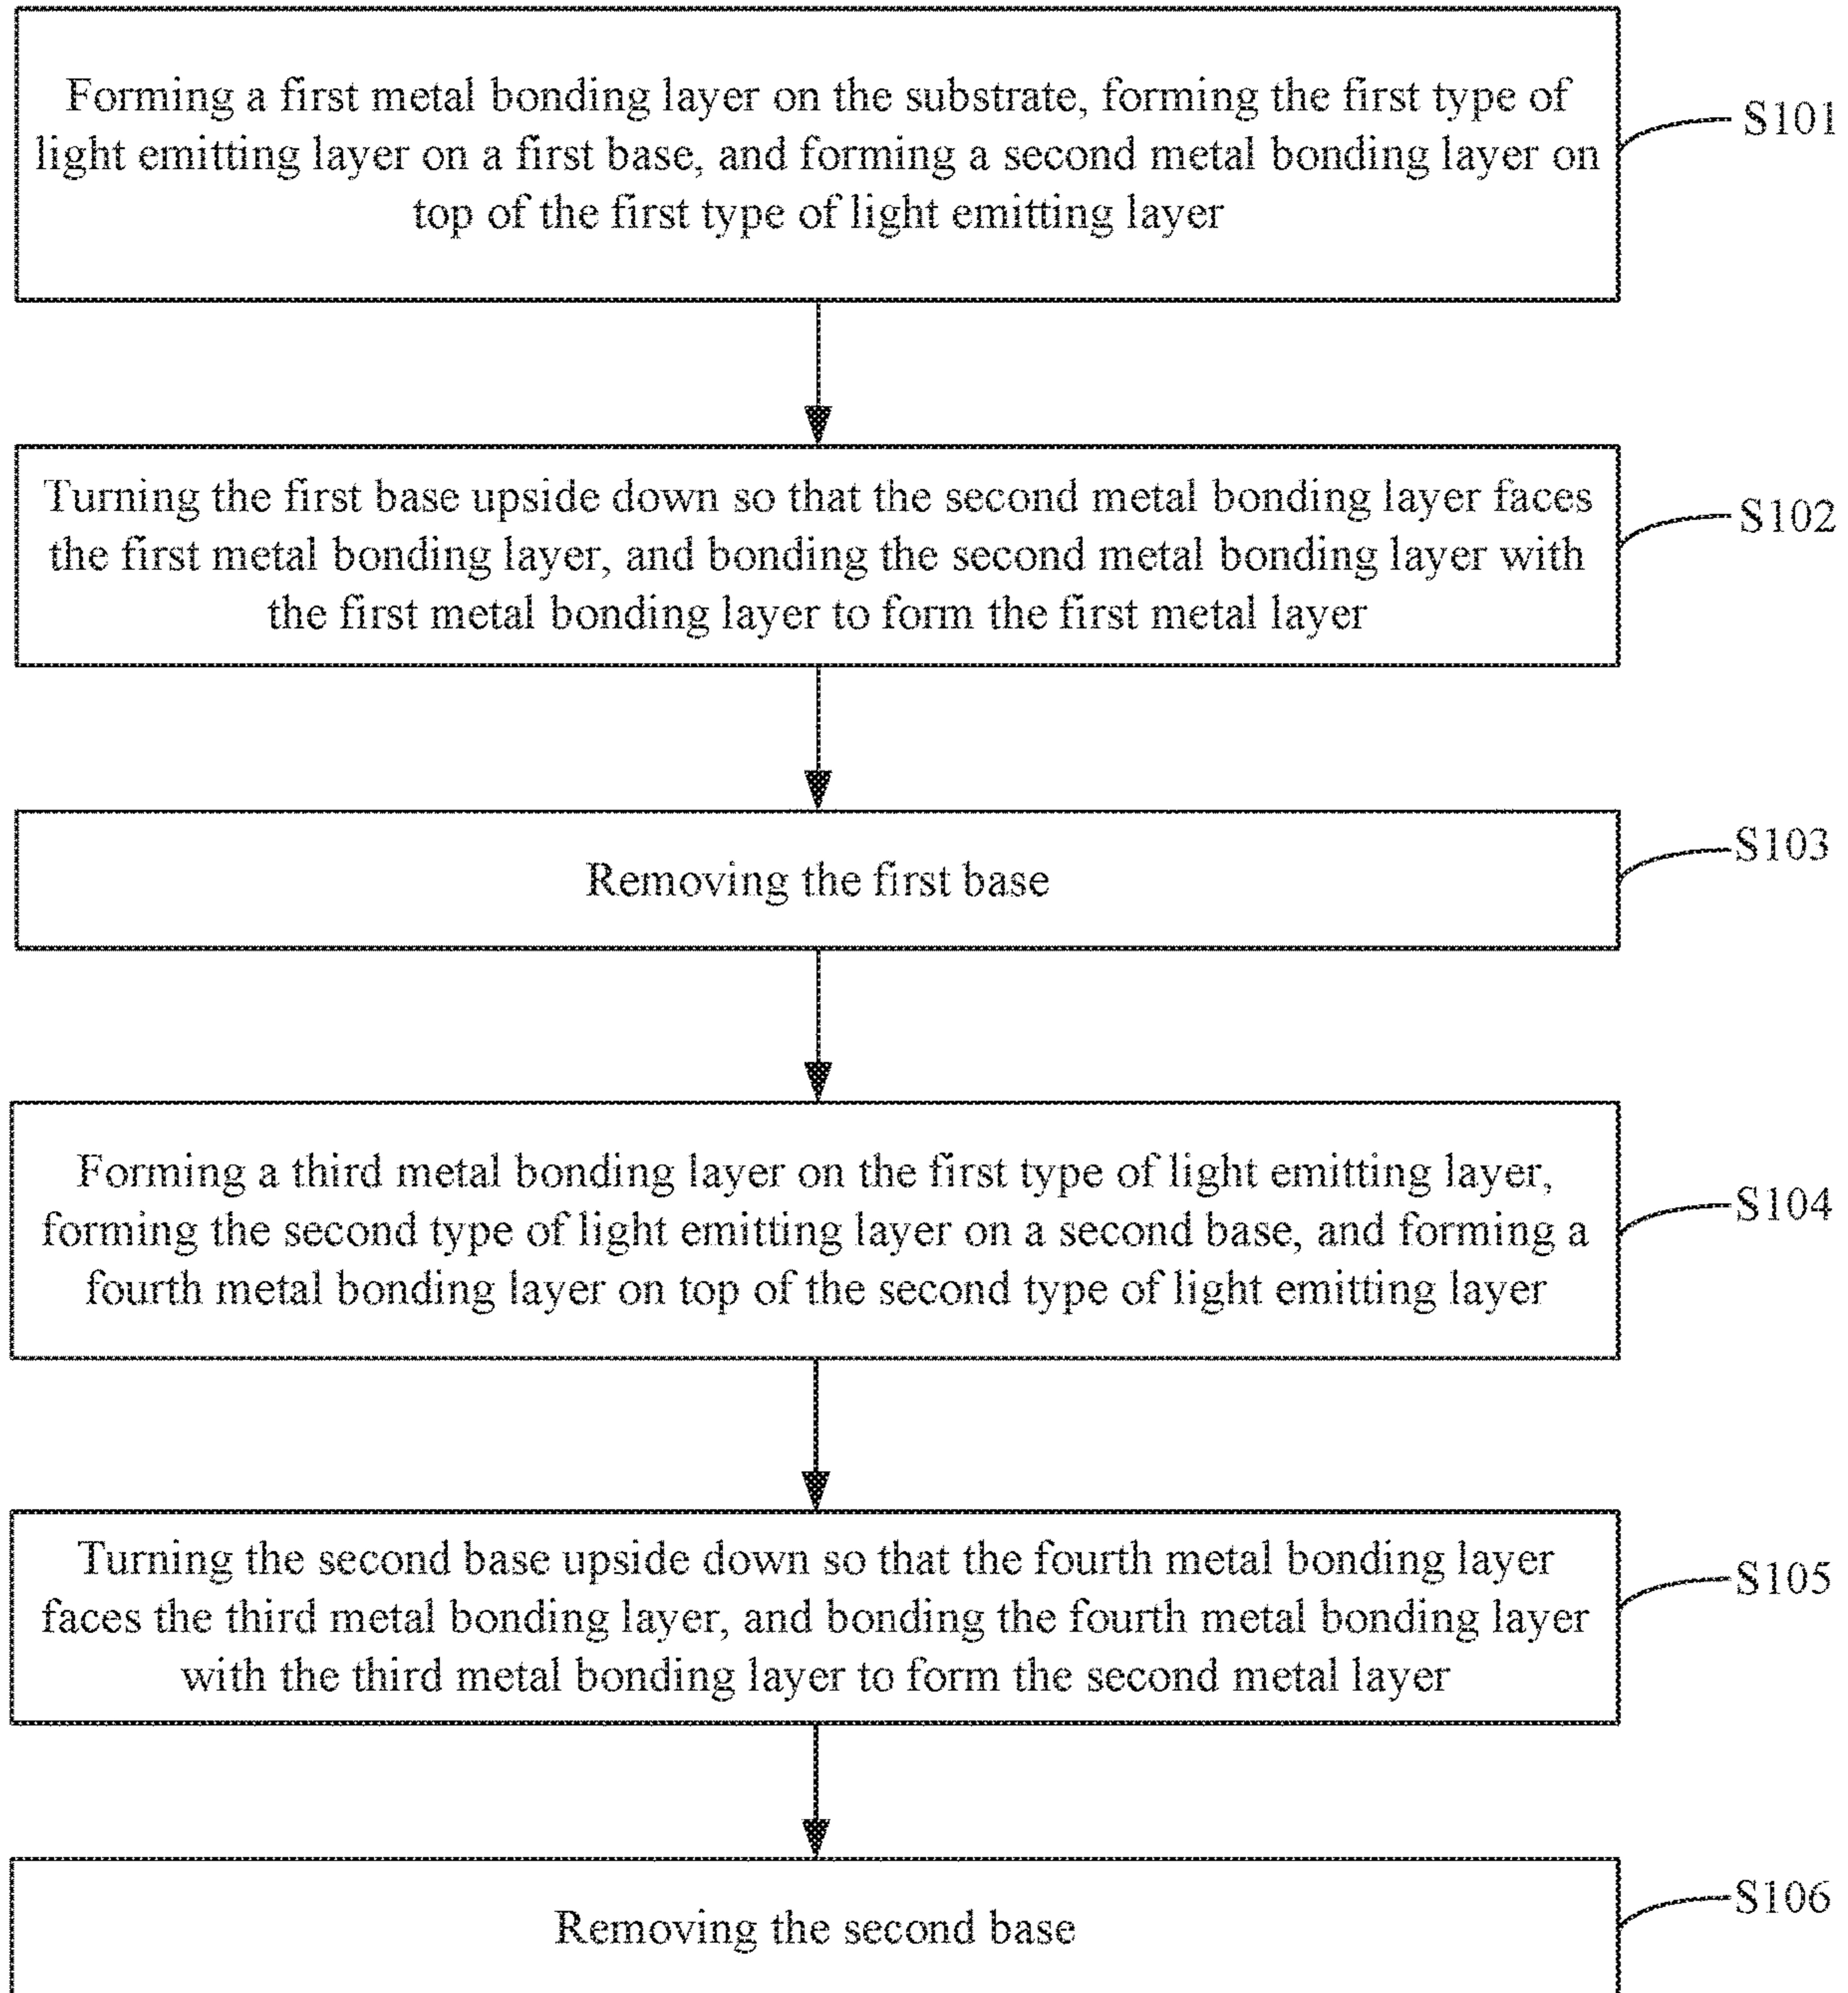 Forming a first metal bonding layer on the substrate, forming the first type of
light emitting layer on a first base, and forming a second metal bonding layer on
top of the first type of light emitting layer
S101
Turning the first base upside down so that the second metal bonding layer faces
the first metal bonding layer, and bonding the second metal bonding layer with
the first metal bonding layer to form the first metal layer
S102
Removing the first base
S103
Forming a third metal bonding layer on the first type of light emitting layer,
forming the second type of light emitting layer on a second base, and forming a
fourth metal bonding layer on top of the second type of light emitting layer
S104
Turning the second base upside down so that the fourth metal bonding layer
faces the third metal bonding layer, and bonding the fourth metal bonding layer
with the third metal bonding layer to form the second metal layer
S105
Removing the second base
S106